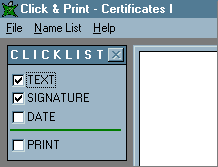 Click & Print - Certificates I
File Name List Help
CLICKLIST
TEXT
SIGNATURE
DATE
PRINT